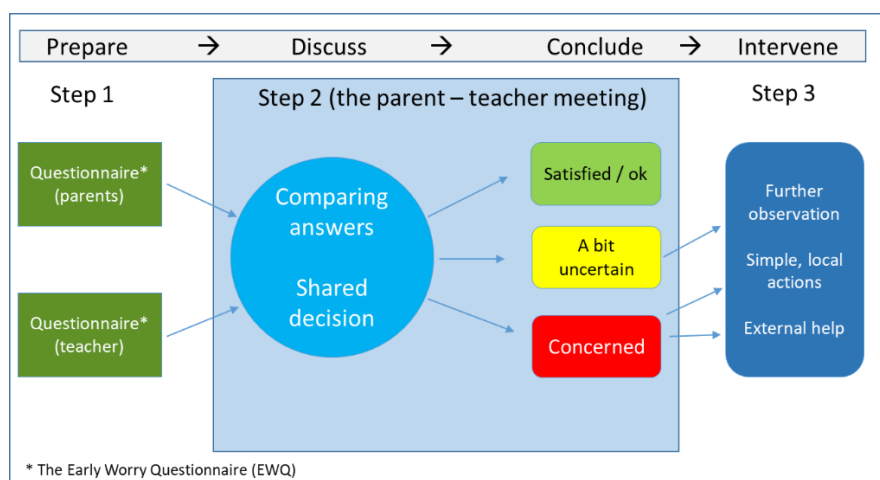 Prepare → Discuss → Conclude → Intervene
Step 1
Step 2 (the parent – teacher meeting)
Step 3
Questionnaire*
(parents)
Questionnaire*
(teacher)
Comparing
answers
Shared
decision
Satisfied / ok
A bit
uncertain
Concerned
Further
observation
Simple, local
actions
External help
* The Early Worry Questionnaire (EWQ)